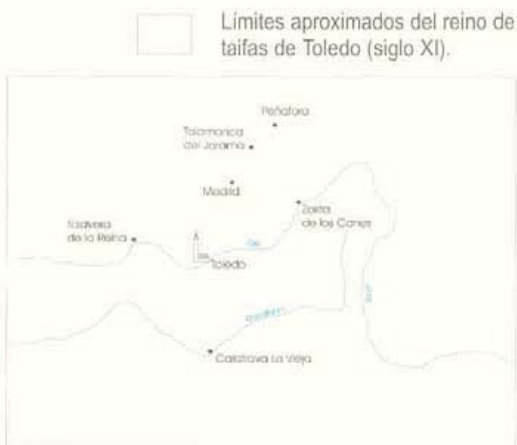 Límites aproximados del reino de
taifas de Toledo (siglo XI).
Peñafora
Talamanca
del Jarama
Madrid
Zorita
de los Canes
Talavera
de la Reina
Toledo
Calatrava La Vieja